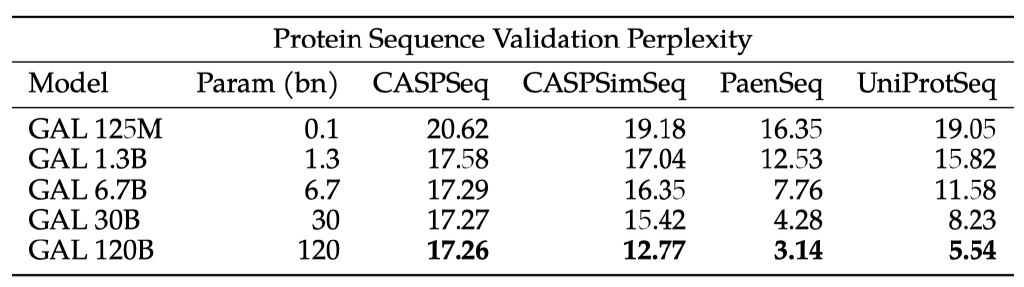 Protein Sequence Validation Perplexity
Model Param (bn) CASPSeq CASPSimSeq PaenSeq UniProtSeq
GAL 125M 0.1 20.62 19.18 16.35 19.05
GAL 1.3B 1.3 17.58 17.04 12.53 15.82
GAL 6.7B 6.7 17.29 16.35 7.76 11.58
GAL 30B 30 17.27 15.42 4.28 8.23
GAL 120B 120 17.26 12.77 3.14 5.54